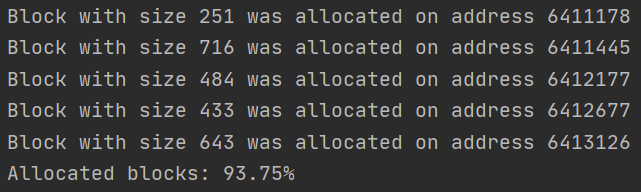 Block with size 251 was allocated on address 6411178
Block with size 716 was allocated on address 6411445
Block with size 484 was allocated on address 6412177
Block with size 433 was allocated on address 6412677
Block with size 643 was allocated on address 6413126
Allocated blocks: 93.75%